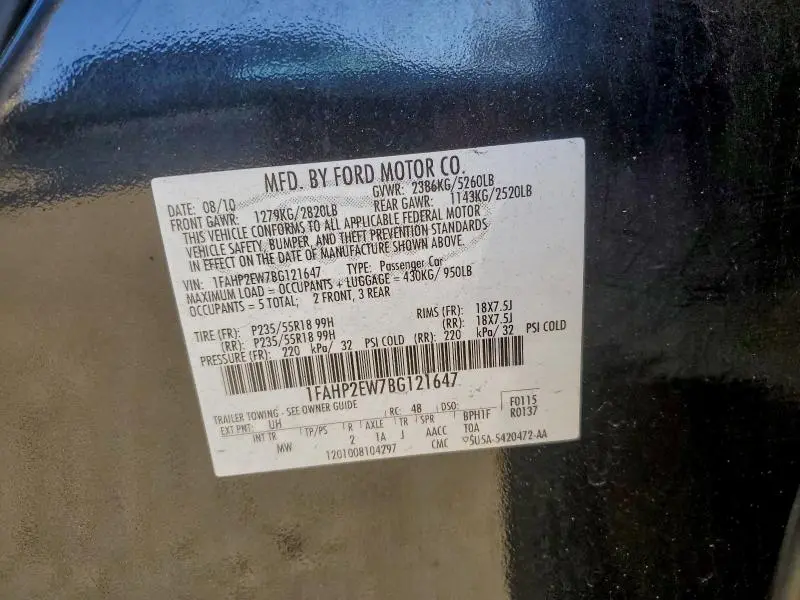 MFD. BY FORD MOTOR CO.
DATE: 08/10 GVWR: 2386KG/5260LB
FRONT GAWR: 1279KG/2820LB REAR GAWR: 1143KG/2520LB
THIS VEHICLE CONFORMS TO ALL APPLICABLE FEDERAL MOTOR
VEHICLE SAFETY, BUMPER, AND THEFT PREVENTION STANDARDS
IN EFFECT ON THE DATE OF MANUFACTURE SHOWN ABOVE.
VIN: 1FAHP2EW7BG121647 TYPE: Passenger Car
MAXIMUM LOAD = OCCUPANTS + LUGGAGE = 430KG/ 950LB
OCCUPANTS = 5 TOTAL; 2 FRONT, 3 REAR
TIRE (FR): P235/55R18 99H RIMS (FR): 18X7.5J
(RR): P235/55R18 99H (RR): 18X7.5J
PRESSURE (FR): 220 kPa/ 32 PSI COLD (RR): 220 kPa/ 32 PSI COLD
1FAHP2EW7BG121647
TRAILER TOWING - SEE OWNER GUIDE
EXT PNT: UH RC: 48 DSO: F0115
INT TR TP/PS R AXLE TR SPR BPH1F R0137
MW 2 1A J AACC TOA
1201008104297 CMC 5U5A-5420472-AA